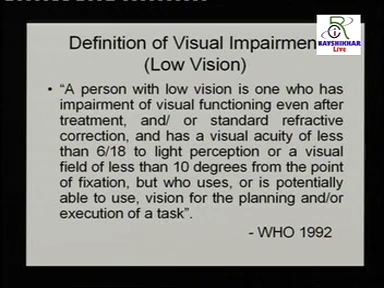 RAVSHIKHAR
Live
Definition of Visual Impairmen
(Low Vision)
• "A person with low vision is one who has
impairment of visual functioning even after
treatment, and/ or standard refractive
correction, and has a visual acuity of less
than 6/18 to light perception or a visual
field of less than 10 degrees from the point
of fixation, but who uses, or is potentially
able to use, vision for the planning and/or
execution of a task".
- WHO 1992